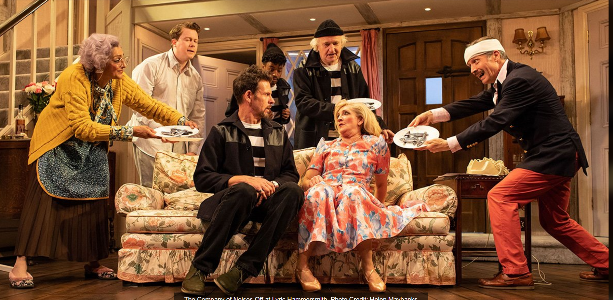 The Company of Noises Off at Lyric Hammersmith. Photo Credit: Helen Maybanks